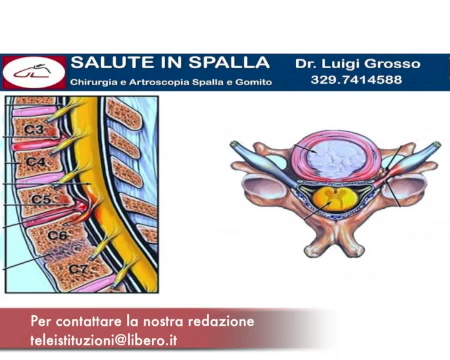 SALUTE IN SPALLA
Dr. Luigi Grosso
Chirurgia e Artroscopia Spalla e Gomito
329.7414588
C3
C4
C5
C6
C7
Per contattare la nostra redazione
teleistituzioni@libero.it